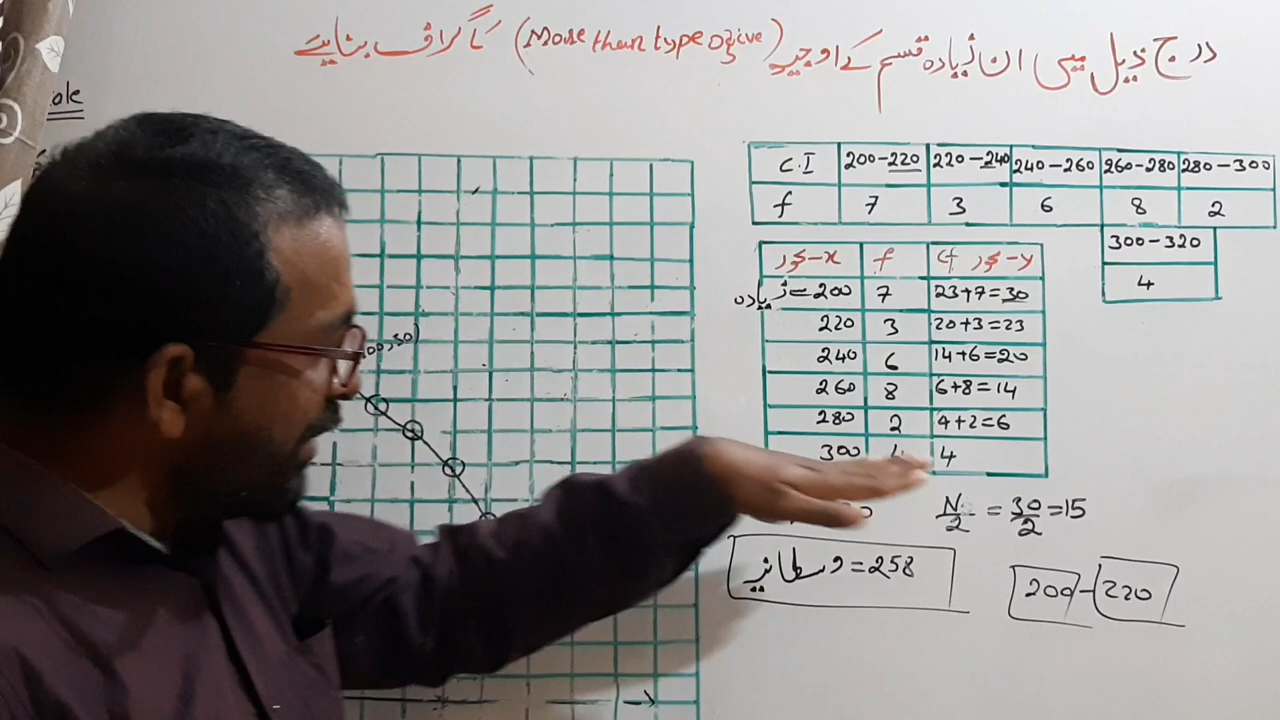 درج ذیل میں ان زیادہ قسم کے اوجیو (More than type ogive) کا گراف بنائیے
C.I 200-220 220-240 240-260 260-280 280-300
f 7 3 6 8 2
300-320
4
x-محور f y-محور Cf
زیادہ=200 7 23+7=30
220 3 20+3=23
240 6 14+6=20
260 8 6+8=14
280 2 4+2=6
300 4
N/2 = 30/2 = 15
وسطانیہ=258
200-220